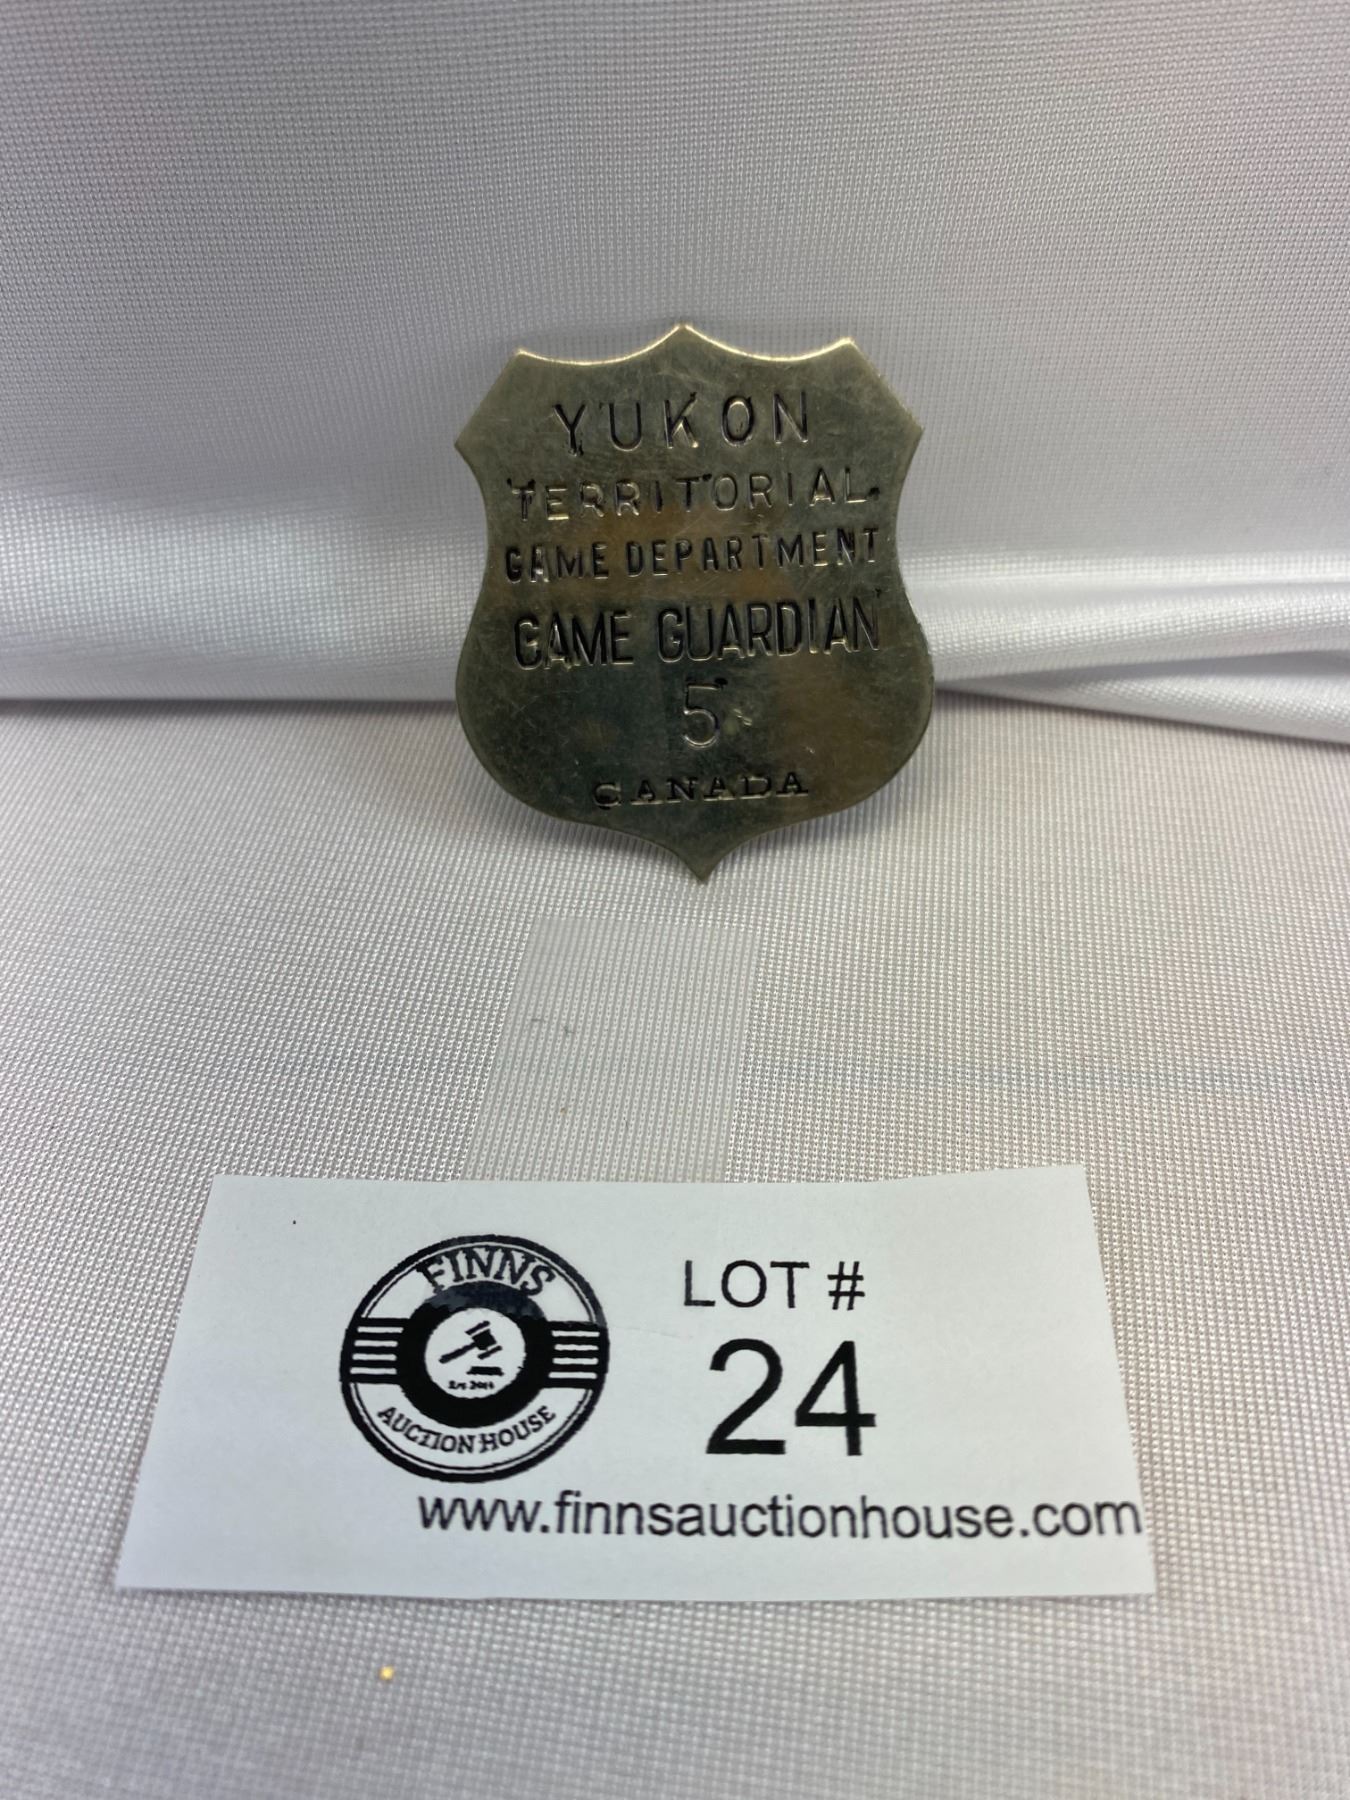 YUKON
TERRITORIAL
GAME DEPARTMENT
GAME GUARDIAN
5
CANADA
FINNS
AUCTION HOUSE
LOT #
24
www.finnsauctionhouse.com